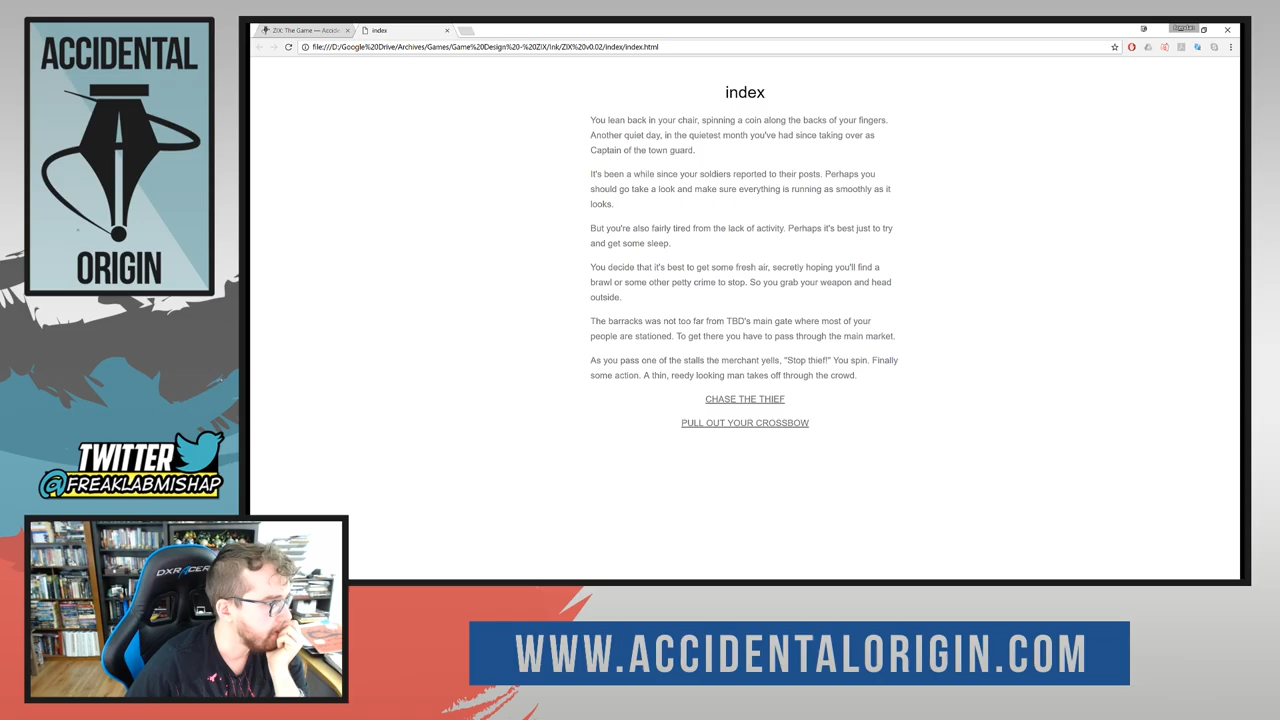 ACCIDENTAL
ORIGIN
TWITTER
@FREAKLABMISHAP
DXRACER
ZIX: The Game — Accide
index
file:///D:/Google%20Drive/Archives/Games/Game%20Design%20-%20ZiX/Ink/ZIX%20v0.02/index/index.html
index
You lean back in your chair, spinning a coin along the backs of your fingers.
Another quiet day, in the quietest month you've had since taking over as
Captain of the town guard.
It's been a while since your soldiers reported to their posts. Perhaps you
should go take a look and make sure everything is running as smoothly as it
looks.
But you're also fairly tired from the lack of activity. Perhaps it's best just to try
and get some sleep.
You decide that it's best to get some fresh air, secretly hoping you'll find a
brawl or some other petty crime to stop. So you grab your weapon and head
outside.
The barracks was not too far from TBD's main gate where most of your
people are stationed. To get there you have to pass through the main market.
As you pass one of the stalls the merchant yells, "Stop thief!" You spin. Finally
some action. A thin, reedy looking man takes off through the crowd.
CHASE THE THIEF
PULL OUT YOUR CROSSBOW
WWW.ACCIDENTALORIGIN.COM